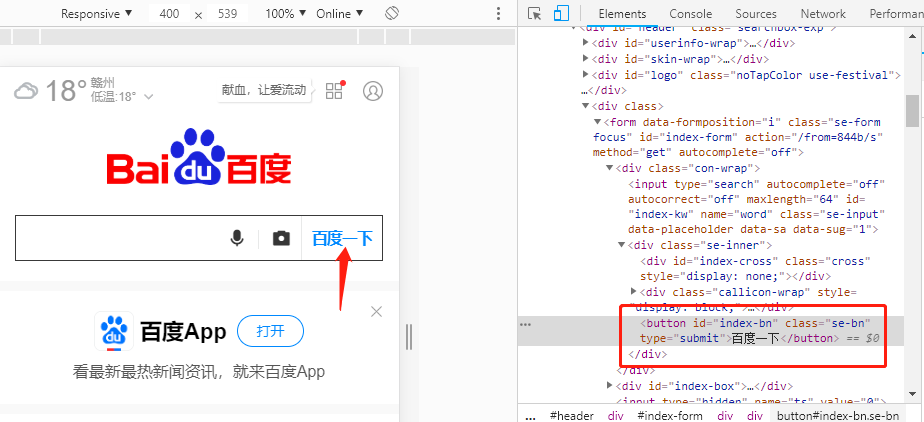 Responsive ▼ 400 x 539 100% ▼ Online ▼
18° 赣州
低温:18°
献血，让爱流动
Bai du 百度
百度一下
百度App 打开
看最新最热新闻资讯，就来百度App
Elements Console Sources Network Performan
▶<div id="userinfo-wrap">…</div>
▶<div id="skin-wrap">…</div>
▶<div id="logo" class="noTapColor use-festival">
…</div>
▼<div class>
▼<form data-formposition="i" class="se-form
focus" id="index-form" action="/from=844b/s"
method="get" autocomplete="off">
▼<div class="con-wrap">
<input type="search" autocomplete="off"
autocorrect="off" maxlength="64" id=
"index-kw" name="word" class="se-input"
data-placeholder data-sa data-sug="1">
▼<div class="se-inner">
<div id="index-cross" class="cross"
style="display: none;"></div>
▶<div class="callicon-wrap" style=
"display: block;">…</div>
<button id="index-bn" class="se-bn"
type="submit">百度一下</button> == $0
</div>
</div>
▶<div id="index-box">…</div>
<input type="hidden" name="ts" value="0">
… #header div #index-form div div button#index-bn.se-bn